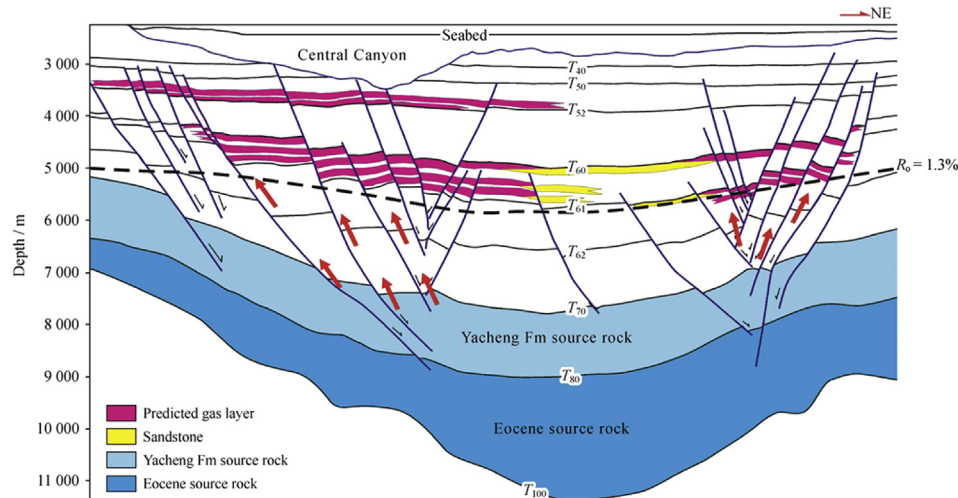 NE
Seabed
Central Canyon
3 000
T40
T50
T52
4 000
5 000
T60
Ro = 1.3%
T61
6 000
T62
7 000
T70
Yacheng Fm source rock
8 000
9 000
T80
10 000
Eocene source rock
11 000
T100
Depth / m
Predicted gas layer
Sandstone
Yacheng Fm source rock
Eocene source rock